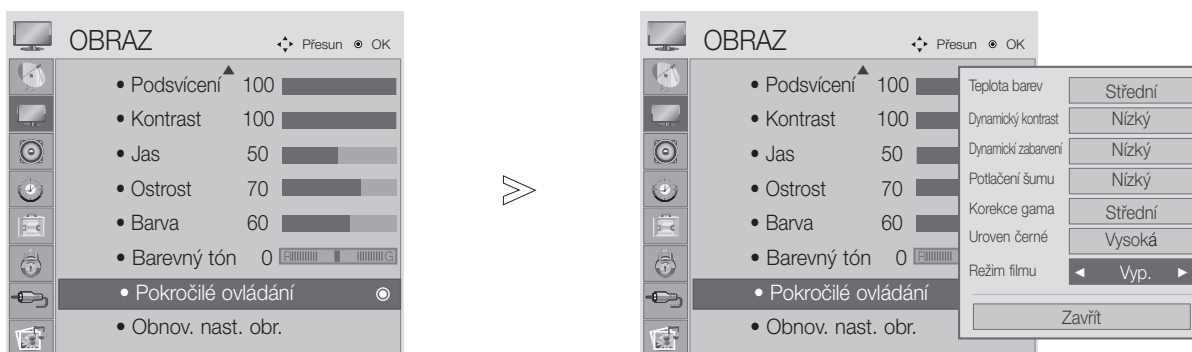 OBRAZ
Přesun OK
• Podsvícení 100
• Kontrast 100
• Jas 50
• Ostrost 70
• Barva 60
• Barevný tón 0 R G
• Pokročilé ovládání
• Obnov. nast. obr.
OBRAZ
Přesun OK
• Podsvícení 100
• Kontrast 100
• Jas 50
• Ostrost 70
• Barva 60
• Barevný tón 0 R
• Pokročilé ovládání
• Obnov. nast. obr.
Teplota barev Střední
Dynamický kontrast Nízký
Dynamickí zabarvení Nízký
Potlačení šumu Nízký
Korekce gama Střední
Uroven černé Vysoká
Režim filmu ◄ Vyp. ►
Zavřít